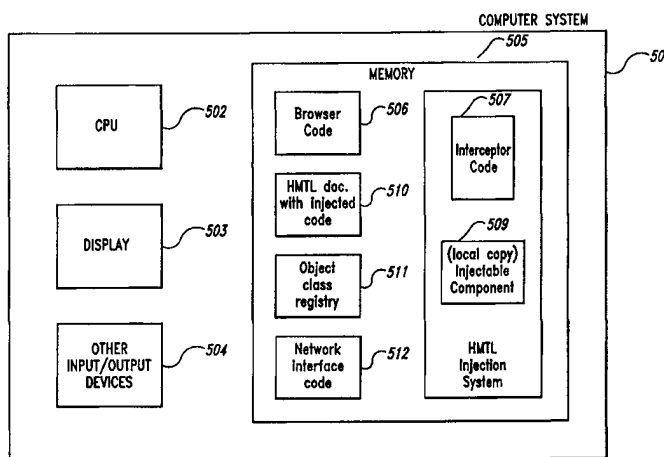 COMPUTER SYSTEM
50
505
MEMORY
CPU
502
Browser
Code
506
507
Interceptor
Code
HMTL doc.
with injected
code
510
DISPLAY
503
509
(local copy)
Injectable
Component
Object
class
registry
511
OTHER
INPUT/OUTPUT
DEVICES
504
Network
interface
code
512
HMTL
Injection
System